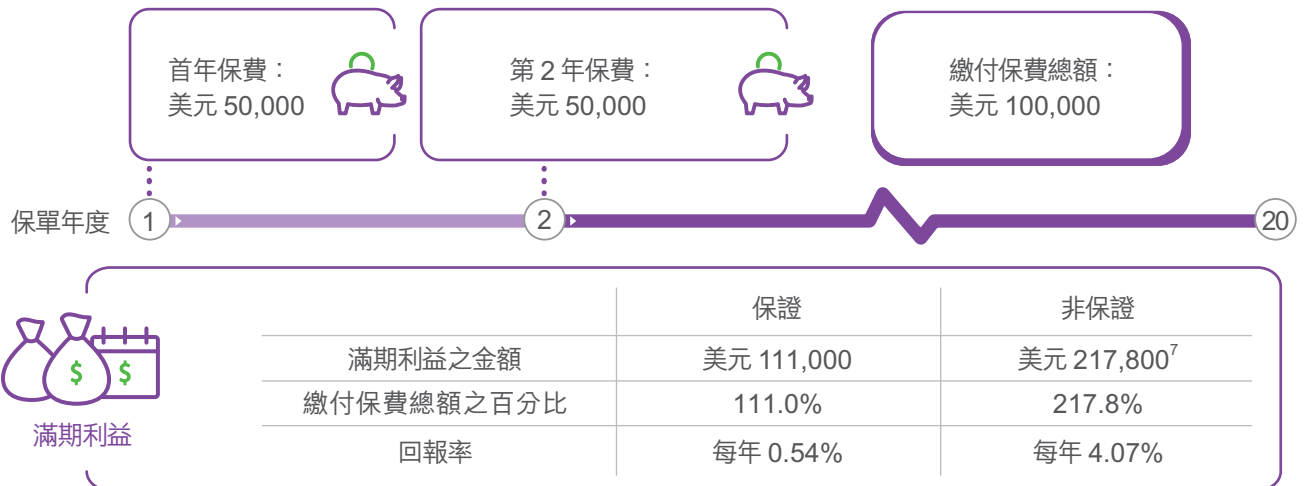 首年保費：
美元 50,000
第 2 年保費：
美元 50,000
繳付保費總額：
美元 100,000
保單年度
1
2
20
保證
非保證
滿期利益之金額
美元 111,000
美元 217,800⁷
繳付保費總額之百分比
111.0%
217.8%
回報率
每年 0.54%
每年 4.07%
$
$
滿期利益